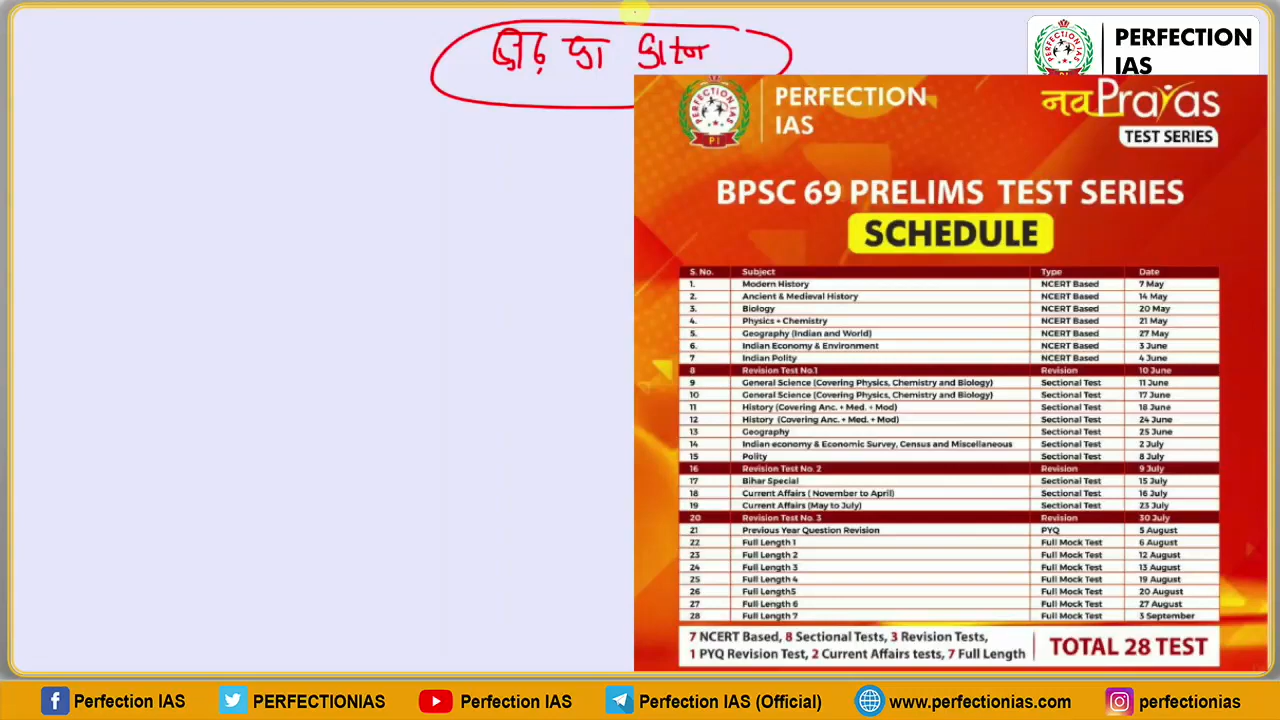 PERFECTION
IAS
PERFECTION
IAS
PI
नवPrayas
TEST SERIES
BPSC 69 PRELIMS TEST SERIES
SCHEDULE
S. No. Subject Type Date
1. Modern History NCERT Based 7 May
2. Ancient & Medieval History NCERT Based 14 May
3. Biology NCERT Based 20 May
4. Physics + Chemistry NCERT Based 21 May
5. Geography (Indian and World) NCERT Based 27 May
6. Indian Economy & Environment NCERT Based 3 June
7 Indian Polity NCERT Based 4 June
8 Revision Test No.1 Revision 10 June
9 General Science (Covering Physics, Chemistry and Biology) Sectional Test 11 June
10 General Science (Covering Physics, Chemistry and Biology) Sectional Test 17 June
11 History (Covering Anc. + Med. + Mod) Sectional Test 18 June
12 History (Covering Anc. + Med. + Mod) Sectional Test 24 June
13 Geography Sectional Test 25 June
14 Indian economy & Economic Survey, Census and Miscellaneous Sectional Test 2 July
15 Polity Sectional Test 8 July
16 Revision Test No. 2 Revision 9 July
17 Bihar Special Sectional Test 15 July
18 Current Affairs ( November to April) Sectional Test 16 July
19 Current Affairs (May to July) Sectional Test 23 July
20 Revision Test No. 3 Revision 30 July
21 Previous Year Question Revision PYQ 5 August
22 Full Length 1 Full Mock Test 6 August
23 Full Length 2 Full Mock Test 12 August
24 Full Length 3 Full Mock Test 13 August
25 Full Length 4 Full Mock Test 19 August
26 Full Length5 Full Mock Test 20 August
27 Full Length 6 Full Mock Test 27 August
28 Full Length 7 Full Mock Test 3 September
7 NCERT Based, 8 Sectional Tests, 3 Revision Tests,
1 PYQ Revision Test, 2 Current Affairs tests, 7 Full Length
TOTAL 28 TEST
Perfection IAS PERFECTIONIAS Perfection IAS Perfection IAS (Official) www.perfectionias.com perfectionias